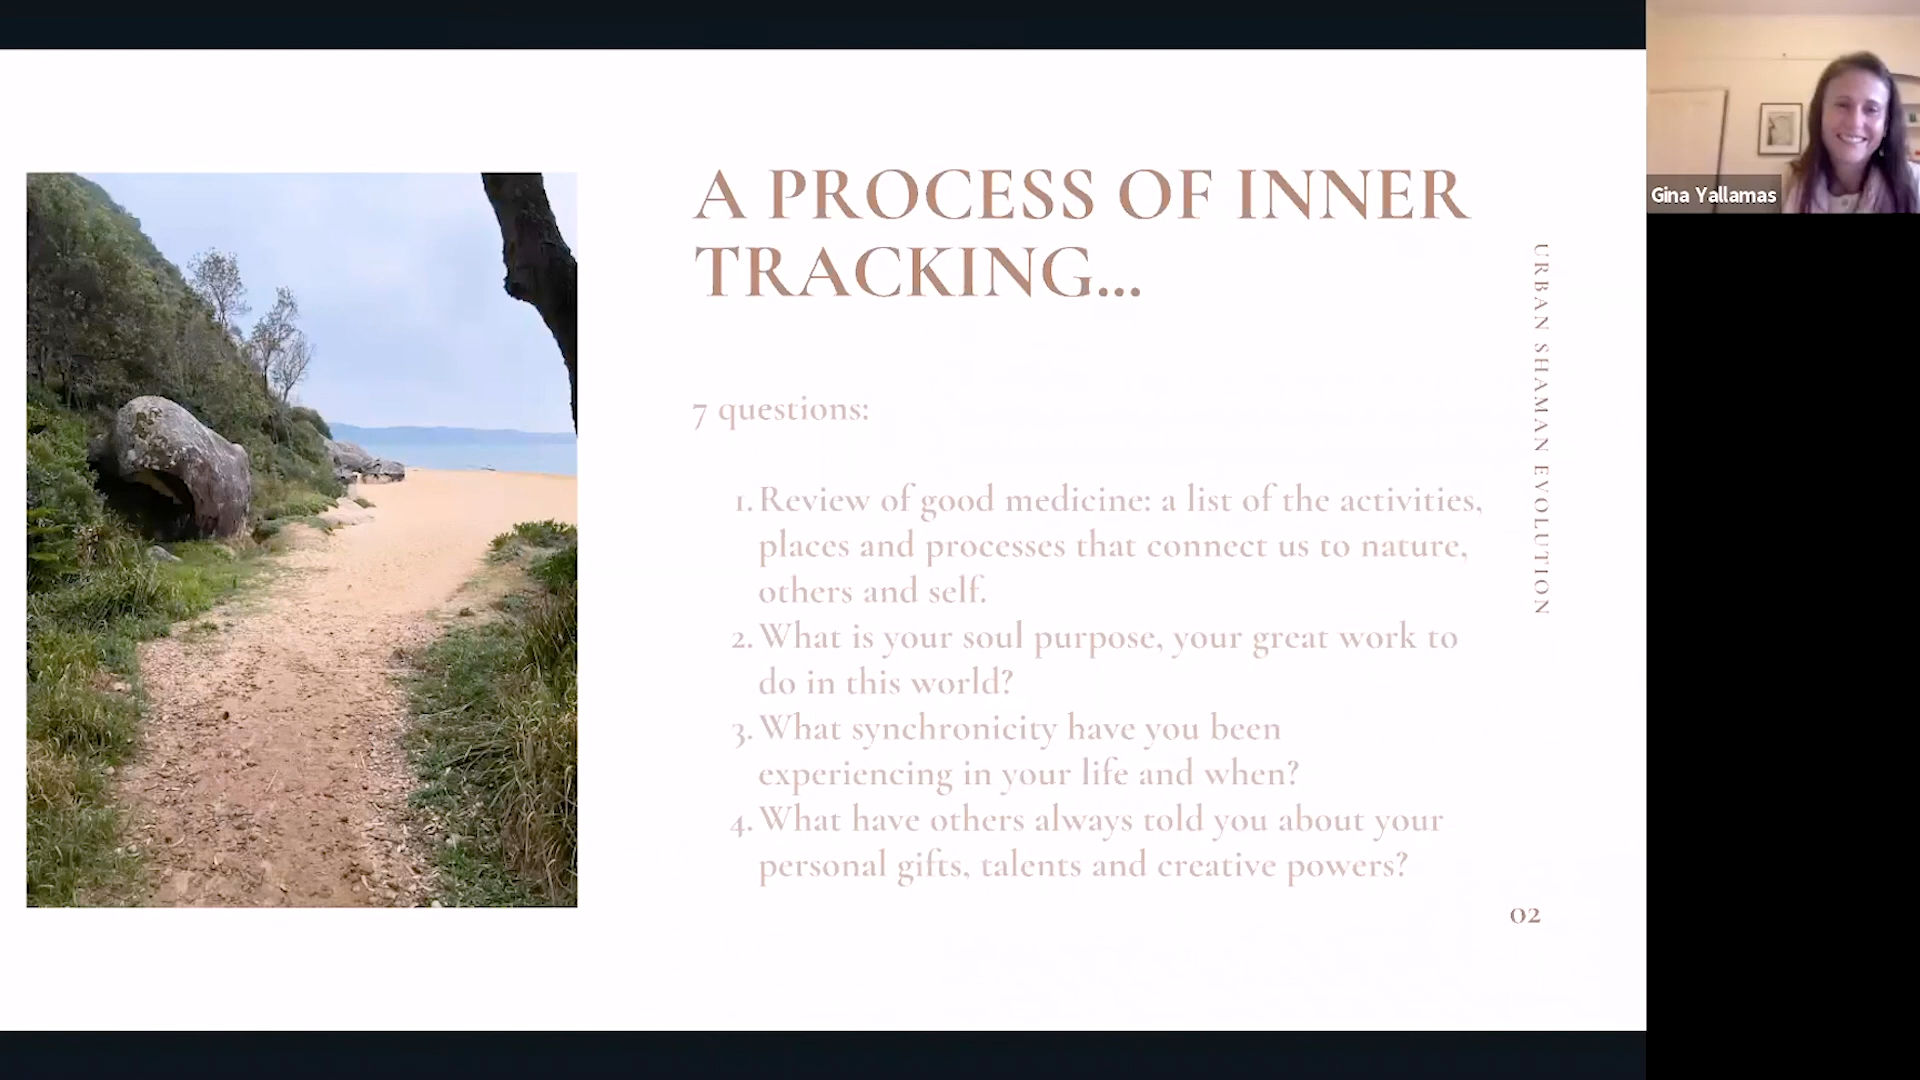 A PROCESS OF INNER
TRACKING...
7 questions:
1. Review of good medicine: a list of the activities,
places and processes that connect us to nature,
others and self.
2. What is your soul purpose, your great work to
do in this world?
3. What synchronicity have you been
experiencing in your life and when?
4. What have others always told you about your
personal gifts, talents and creative powers?
02
URBAN SHAMAN EVOLUTION
Gina Yallamas